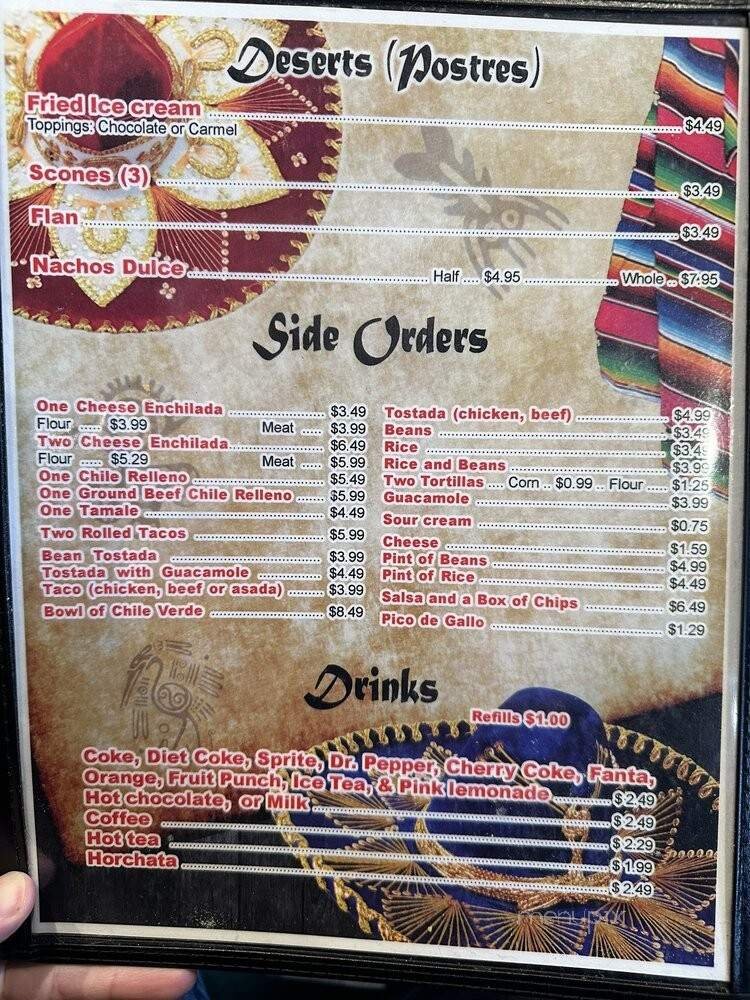 Deserts (Postres)
Fried Ice cream $4.49
Toppings: Chocolate or Carmel
Scones (3) $3.49
Flan $3.49
Nachos Dulce Half .... $4.95 Whole .. $7.95
Side Orders
One Cheese Enchilada $3.49
Flour .... $3.99 Meat .... $3.99
Two Cheese Enchilada $6.49
Flour ..... $5.29 Meat .... $5.99
One Chile Relleno $5.49
One Ground Beef Chile Relleno $5.99
One Tamale $4.49
Two Rolled Tacos $5.99
Bean Tostada $3.99
Tostada with Guacamole $4.49
Taco (chicken, beef or asada) $3.99
Bowl of Chile Verde $8.49
Tostada (chicken, beef) $4.99
Beans $3.49
Rice $3.49
Rice and Beans $3.99
Two Tortillas .... Corn .. $0.99 .. Flour .... $1.25
Guacamole $3.99
Sour cream $0.75
Cheese $1.59
Pint of Beans $4.99
Pint of Rice $4.49
Salsa and a Box of Chips $6.49
Pico de Gallo $1.29
Drinks
Refills $1.00
Coke, Diet Coke, Sprite, Dr. Pepper, Cherry Coke, Fanta,
Orange, Fruit Punch, Ice Tea, & Pink lemonade $2.49
Hot chocolate, or Milk $2.49
Coffee $2.29
Hot tea $1.99
Horchata $2.49
menupix